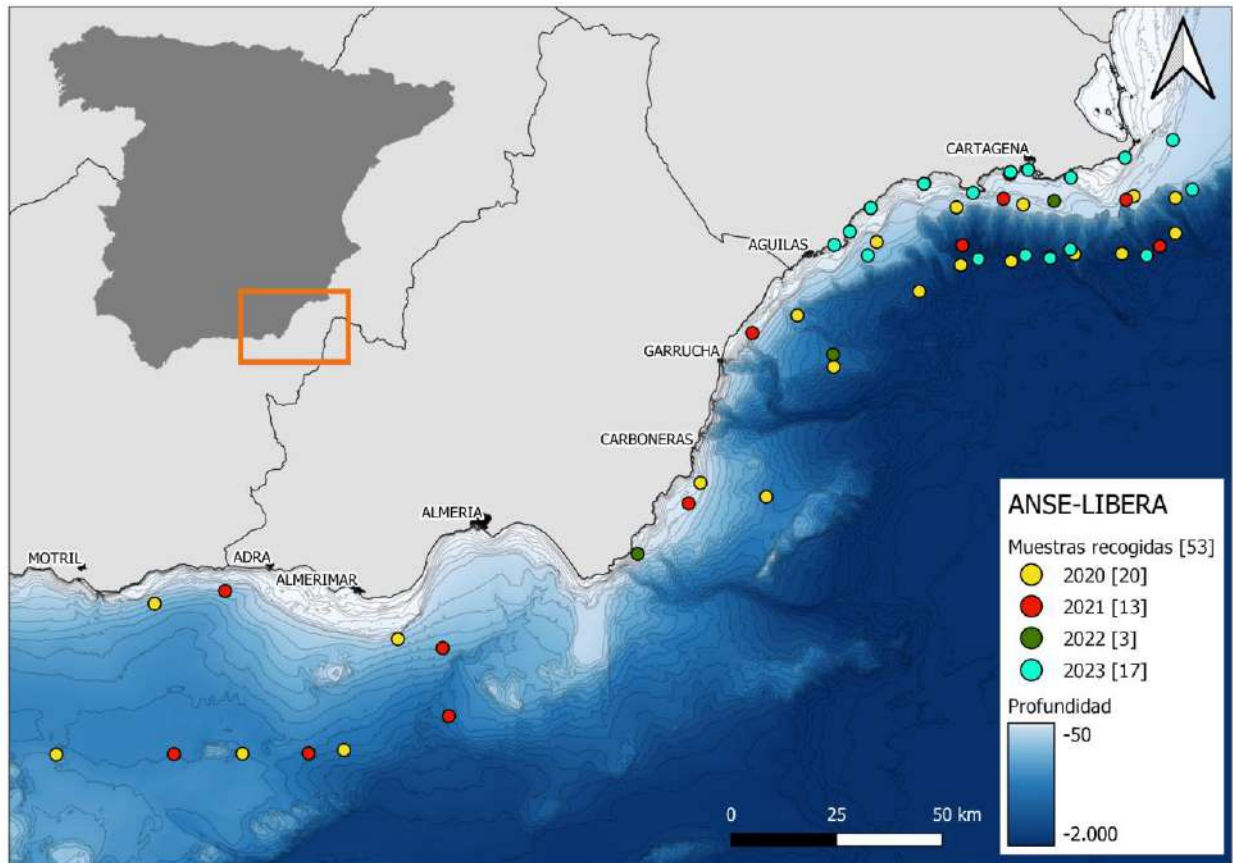 CARTAGENA
AGUILAS
GARRUCHA
CARBONERAS
ALMERIA
MOTRIL
ADRA
ALMERIMAR
ANSE-LIBERA
Muestras recogidas [53]
2020 [20]
2021 [13]
2022 [3]
2023 [17]
Profundidad
-50
-2.000
0 25 50 km